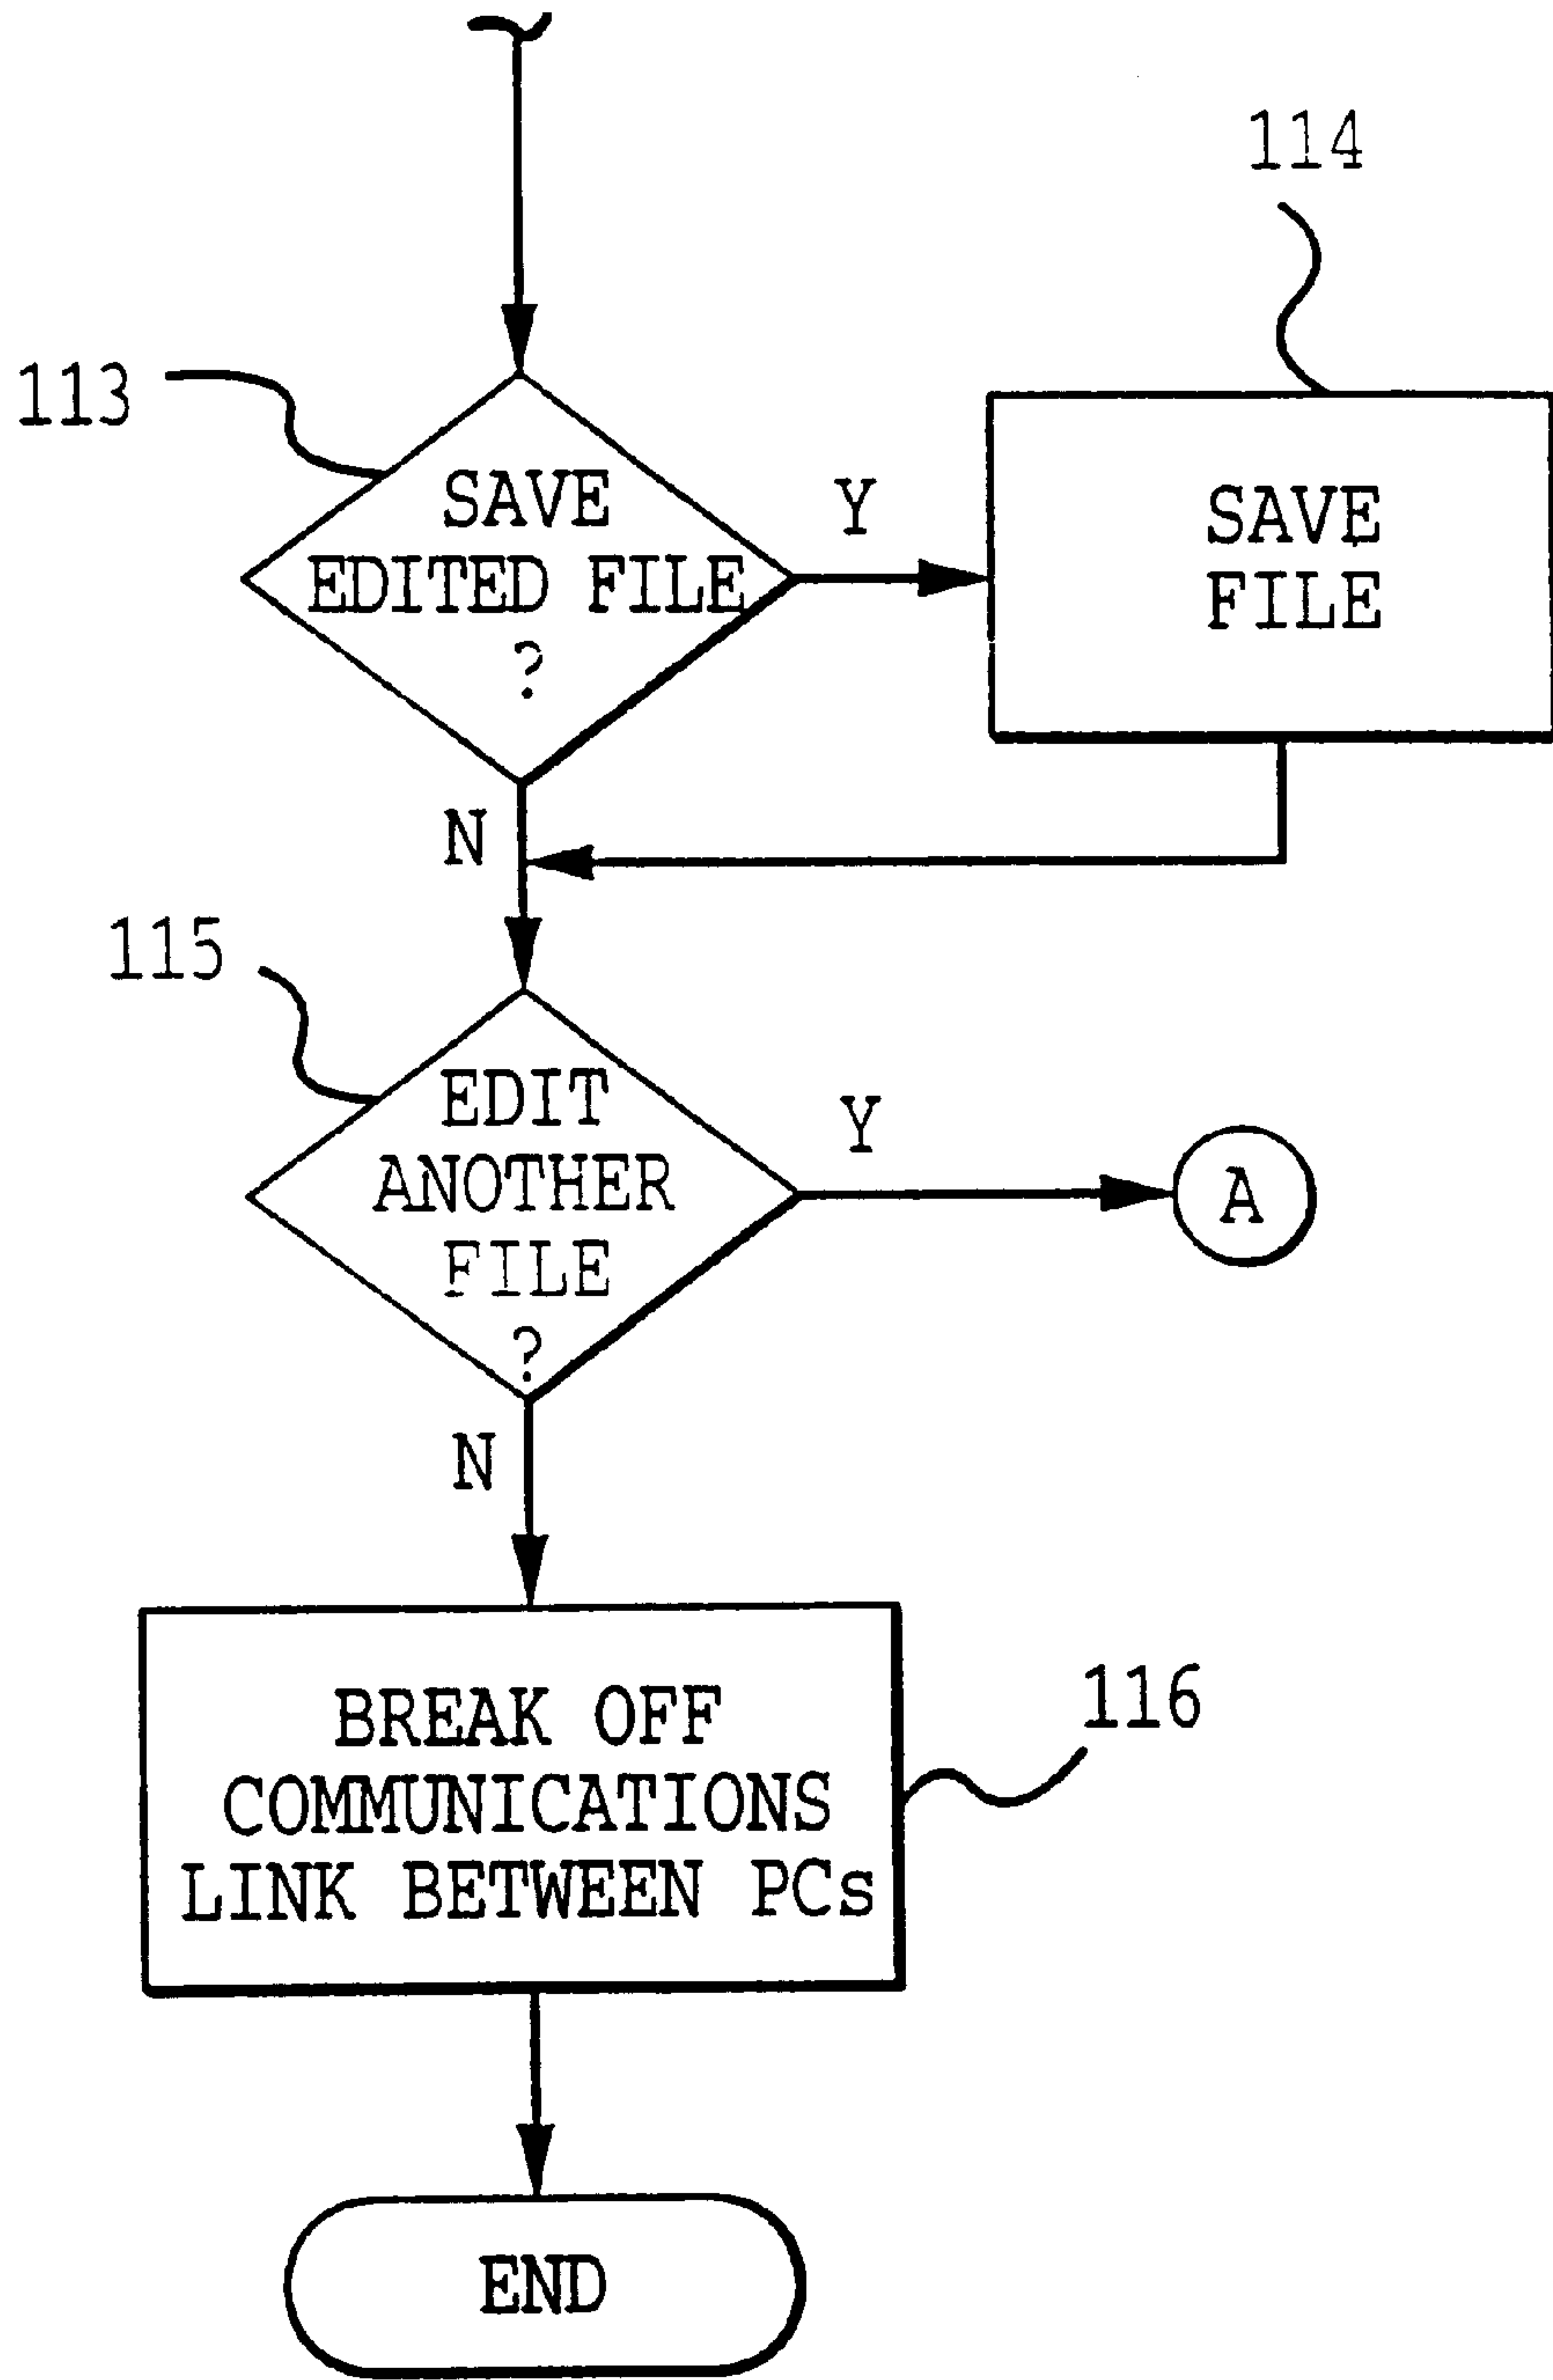 114
113
SAVE
EDITED FILE
?
Y
SAVE
FILE
N
115
EDIT
ANOTHER
FILE
?
Y
A
N
BREAK OFF
COMMUNICATIONS
LINK BETWEEN PCs
116
END